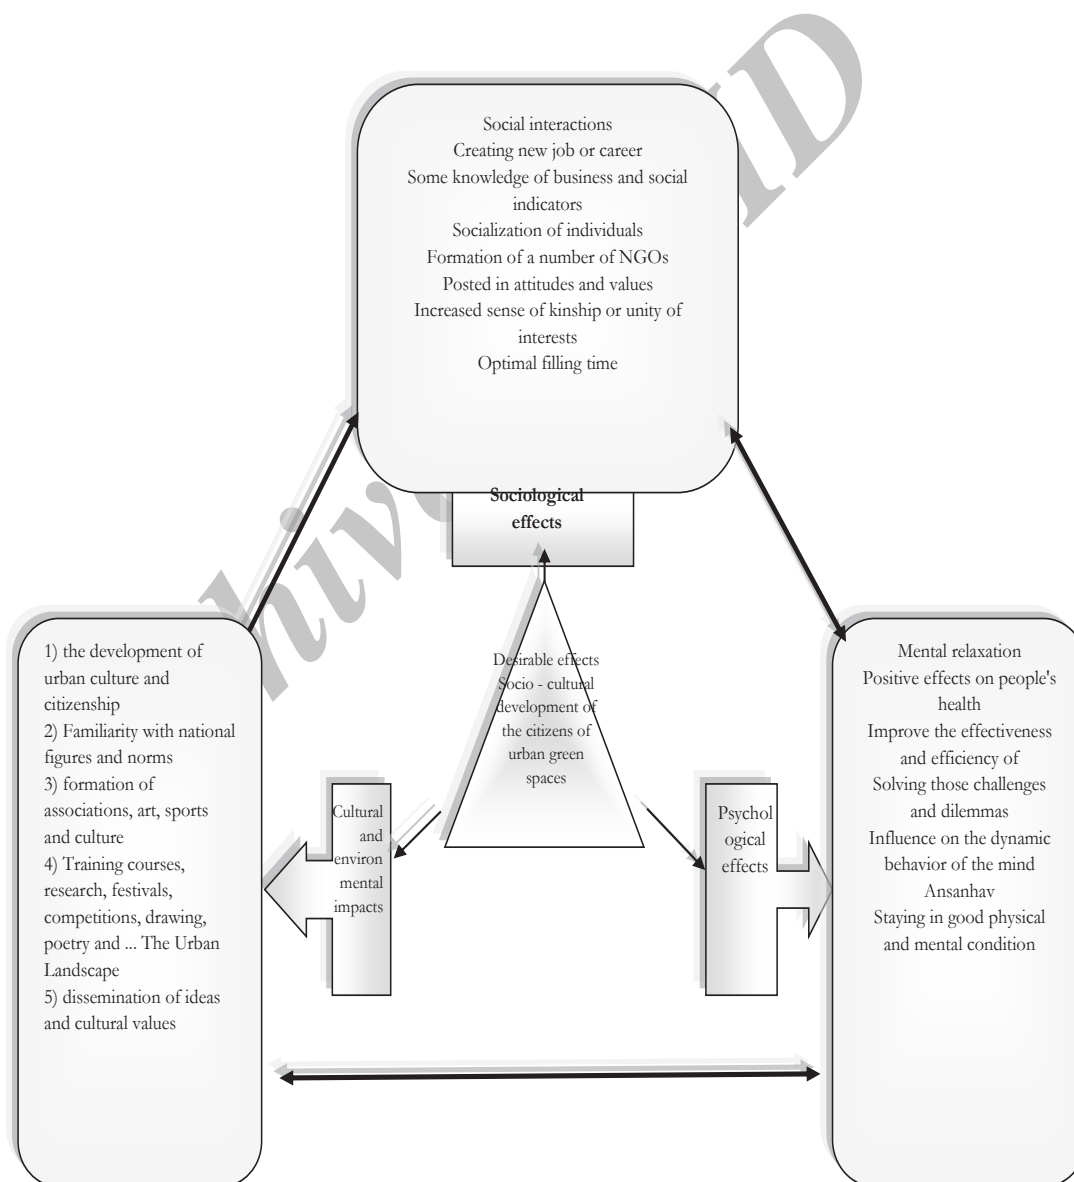 Social interactions
Creating new job or career
Some knowledge of business and social
indicators
Socialization of individuals
Formation of a number of NGOs
Posted in attitudes and values
Increased sense of kinship or unity of
interests
Optimal filling time
Sociological
effects
1) the development of
urban culture and
citizenship
2) Familiarity with national
figures and norms
3) formation of
associations, art, sports
and culture
4) Training courses,
research, festivals,
competitions, drawing,
poetry and ... The Urban
Landscape
5) dissemination of ideas
and cultural values
Cultural
and
environ
mental
impacts
Desirable effects
Socio - cultural
development of
the citizens of
urban green
spaces
Psychol
ogical
effects
Mental relaxation
Positive effects on people's
health
Improve the effectiveness
and efficiency of
Solving those challenges
and dilemmas
Influence on the dynamic
behavior of the mind
Ansanhav
Staying in good physical
and mental condition